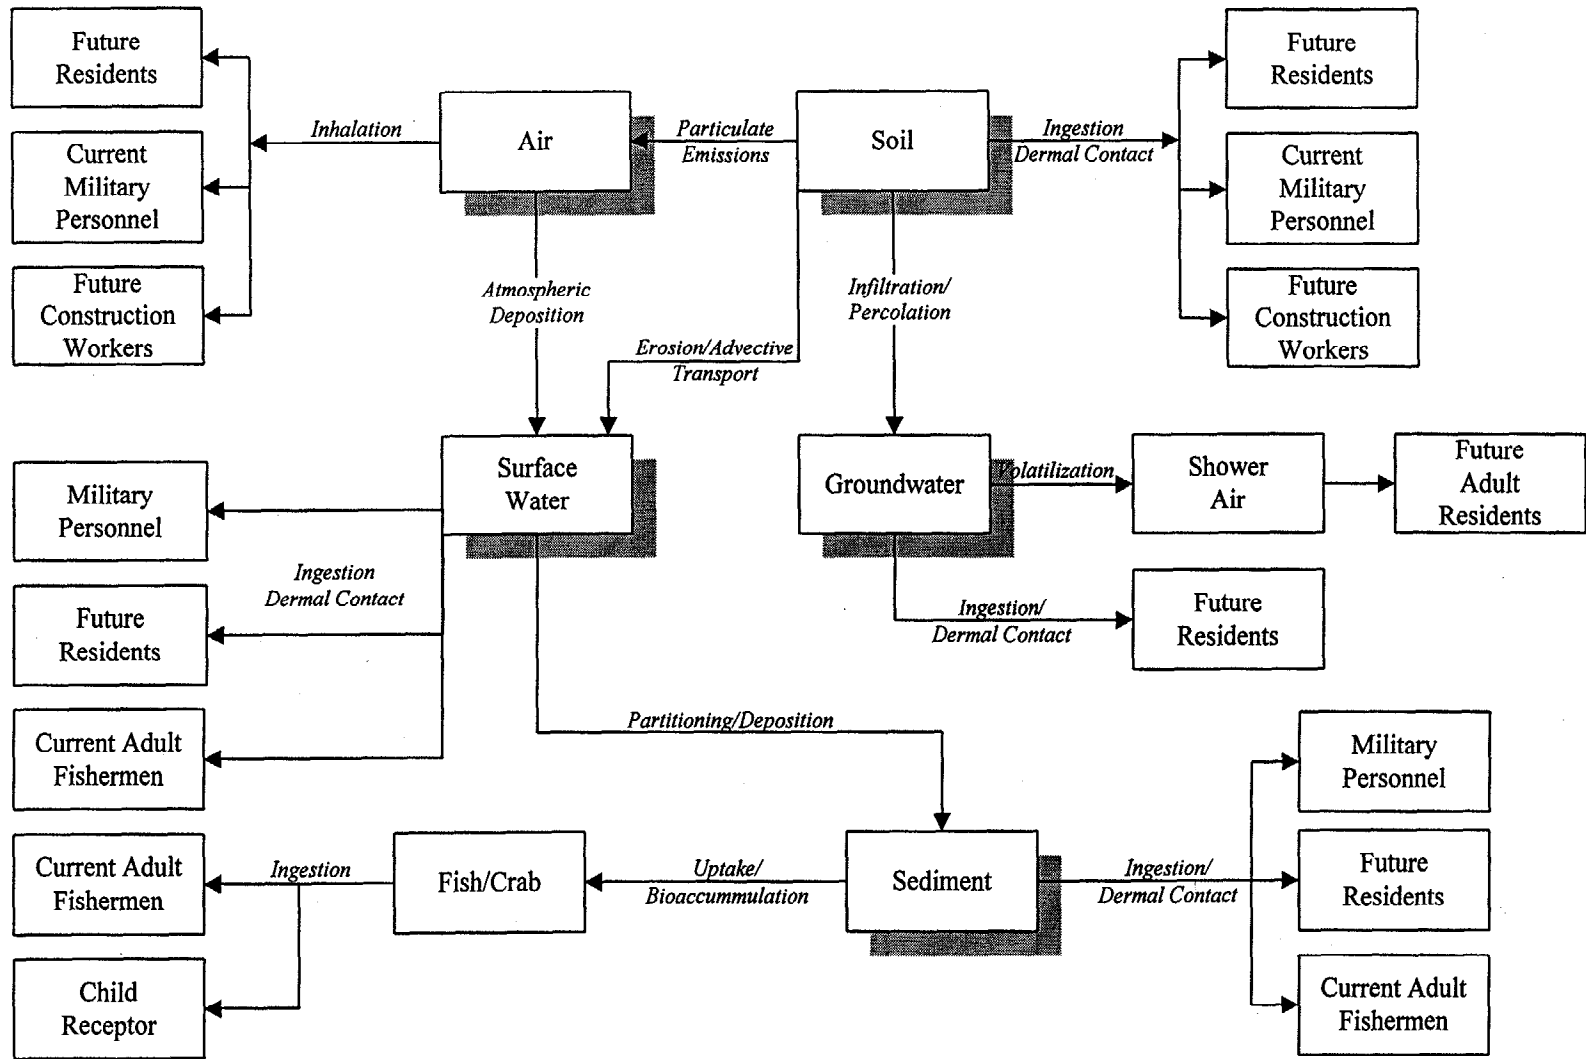 Future
Residents
Current
Military
Personnel
Future
Construction
Workers
Inhalation
Air
Particulate
Emissions
Soil
Ingestion
Dermal Contact
Future
Residents
Current
Military
Personnel
Future
Construction
Workers
Atmospheric
Deposition
Infiltration/
Percolation
Erosion/Advective
Transport
Surface
Water
Groundwater
Volatilization
Shower
Air
Future
Adult
Residents
Military
Personnel
Ingestion
Dermal Contact
Future
Residents
Current Adult
Fishermen
Ingestion/
Dermal Contact
Future
Residents
Partitioning/Deposition
Current Adult
Fishermen
Child
Receptor
Ingestion
Fish/Crab
Uptake/
Bioaccummulation
Sediment
Ingestion/
Dermal Contact
Military
Personnel
Future
Residents
Current Adult
Fishermen